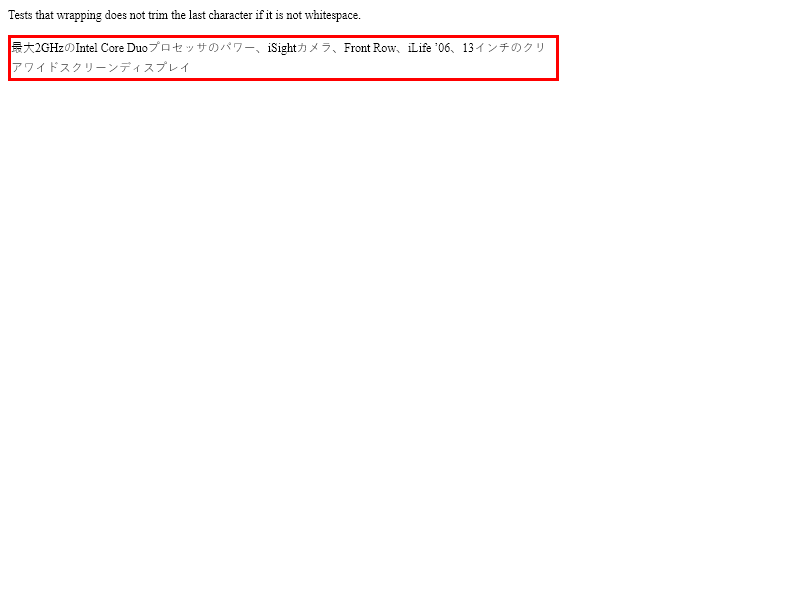 Tests that wrapping does not trim the last character if it is not whitespace.
最大2GHzのIntel Core Duoプロセッサのパワー、iSightカメラ、Front Row、iLife ’06、13インチのクリ
アワイドスクリーンディスプレイ